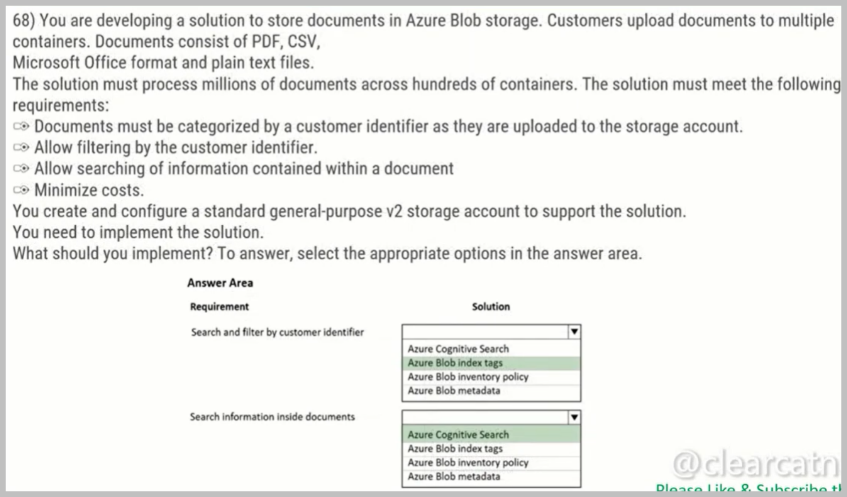 68) You are developing a solution to store documents in Azure Blob storage. Customers upload documents to multiple
containers. Documents consist of PDF, CSV,
Microsoft Office format and plain text files.
The solution must process millions of documents across hundreds of containers. The solution must meet the following
requirements:
Documents must be categorized by a customer identifier as they are uploaded to the storage account.
Allow filtering by the customer identifier.
Allow searching of information contained within a document
Minimize costs.
You create and configure a standard general-purpose v2 storage account to support the solution.
You need to implement the solution.
What should you implement? To answer, select the appropriate options in the answer area.
Answer Area
Requirement Solution
Search and filter by customer identifier
Azure Cognitive Search
Azure Blob index tags
Azure Blob inventory policy
Azure Blob metadata
Search information inside documents
Azure Cognitive Search
Azure Blob index tags
Azure Blob inventory policy
Azure Blob metadata
@clearcatn
Please Like & Subscribe